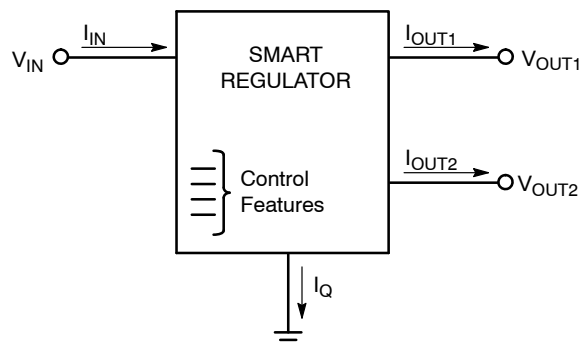 I_IN
V_IN
SMART
REGULATOR
I_OUT1
V_OUT1
I_OUT2
V_OUT2
Control
Features
I_Q